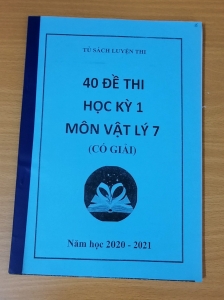 TỦ SÁCH LUYỆN THI
40 ĐỀ THI
HỌC KỲ 1
MÔN VẬT LÝ 7
(CÓ GIẢI)
Năm học 2020 - 2021